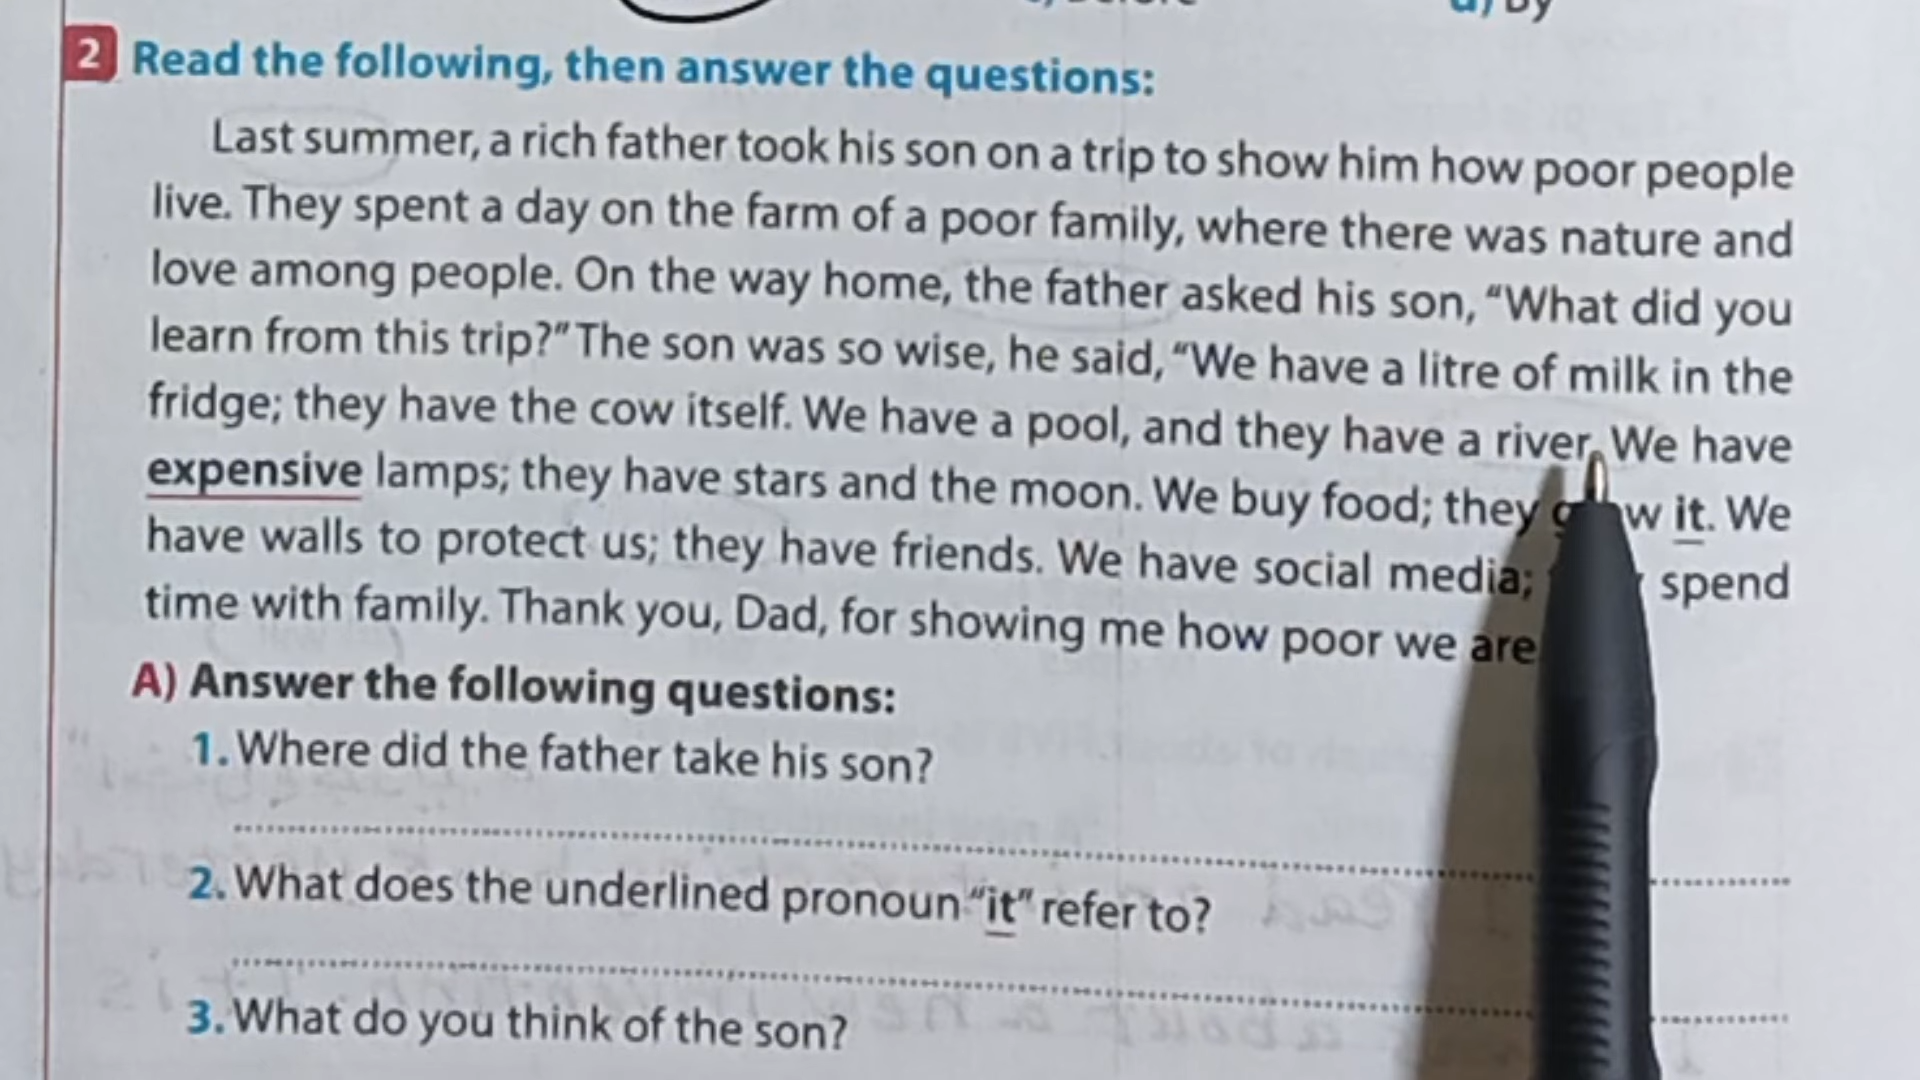 d) By
2 Read the following, then answer the questions:
Last summer, a rich father took his son on a trip to show him how poor people
live. They spent a day on the farm of a poor family, where there was nature and
love among people. On the way home, the father asked his son, “What did you
learn from this trip?” The son was so wise, he said, “We have a litre of milk in the
fridge; they have the cow itself. We have a pool, and they have a river. We have
expensive lamps; they have stars and the moon. We buy food; they it. We
have walls to protect us; they have friends. We have social media; spend
time with family. Thank you, Dad, for showing me how poor we are
A) Answer the following questions:
1. Where did the father take his son?
2. What does the underlined pronoun “it” refer to?
3. What do you think of the son?